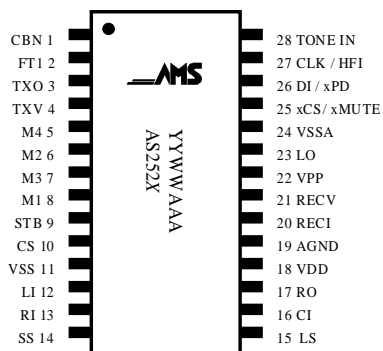 CBN 1
FT1 2
TXO 3
TXV 4
M4 5
M2 6
M3 7
M1 8
STB 9
CS 10
VSS 11
LI 12
RI 13
SS 14
AMS
YYWWAAA
AS252X
28 TONE IN
27 CLK / HFI
26 DI / xPD
25 xCS/ xMUTE
24 VSSA
23 LO
22 VPP
21 RECV
20 RECI
19 AGND
18 VDD
17 RO
16 CI
15 LS